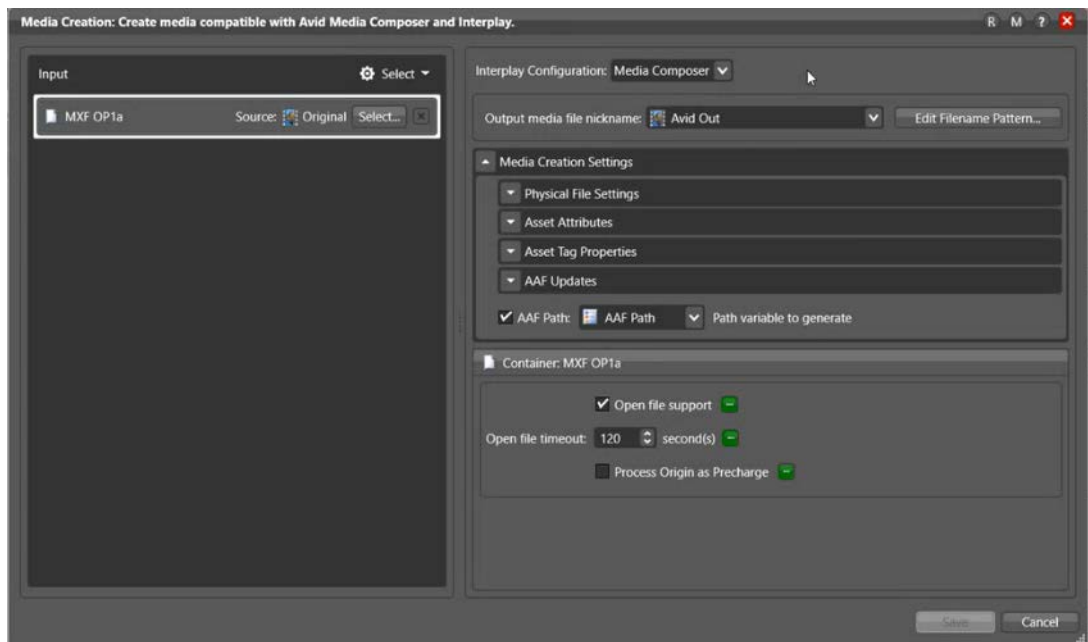 Media Creation: Create media compatible with Avid Media Composer and Interplay.
R M ?
Input
Select
MXF OP1a Source: Original Select...
Interplay Configuration: Media Composer
Output media file nickname: Avid Out Edit Filename Pattern...
Media Creation Settings
Physical File Settings
Asset Attributes
Asset Tag Properties
AAF Updates
AAF Path: AAF Path Path variable to generate
Container: MXF OP1a
Open file support
Open file timeout: 120 second(s)
Process Origin as Precharge
Save Cancel